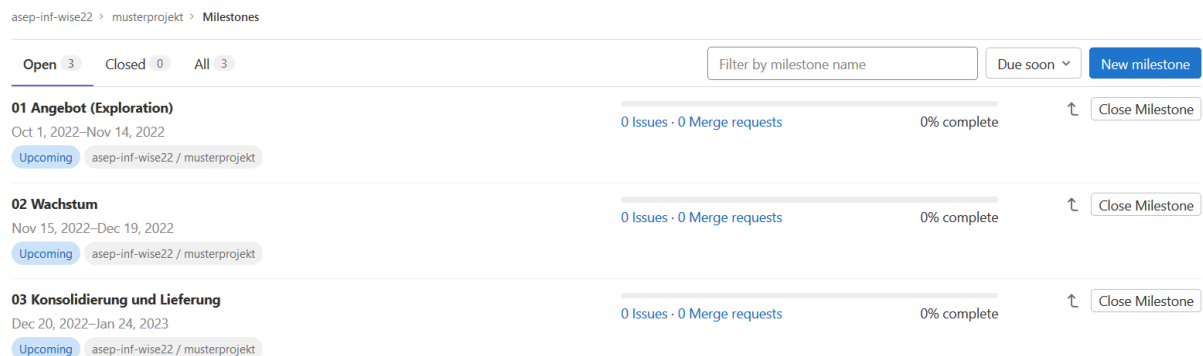 asep-inf-wise22 > musterprojekt > Milestones
Open 3 Closed 0 All 3 Filter by milestone name Due soon New milestone
01 Angebot (Exploration) Close Milestone
Oct 1, 2022–Nov 14, 2022 0 Issues · 0 Merge requests 0% complete
Upcoming asep-inf-wise22 / musterprojekt
02 Wachstum Close Milestone
Nov 15, 2022–Dec 19, 2022 0 Issues · 0 Merge requests 0% complete
Upcoming asep-inf-wise22 / musterprojekt
03 Konsolidierung und Lieferung Close Milestone
Dec 20, 2022–Jan 24, 2023 0 Issues · 0 Merge requests 0% complete
Upcoming asep-inf-wise22 / musterprojekt